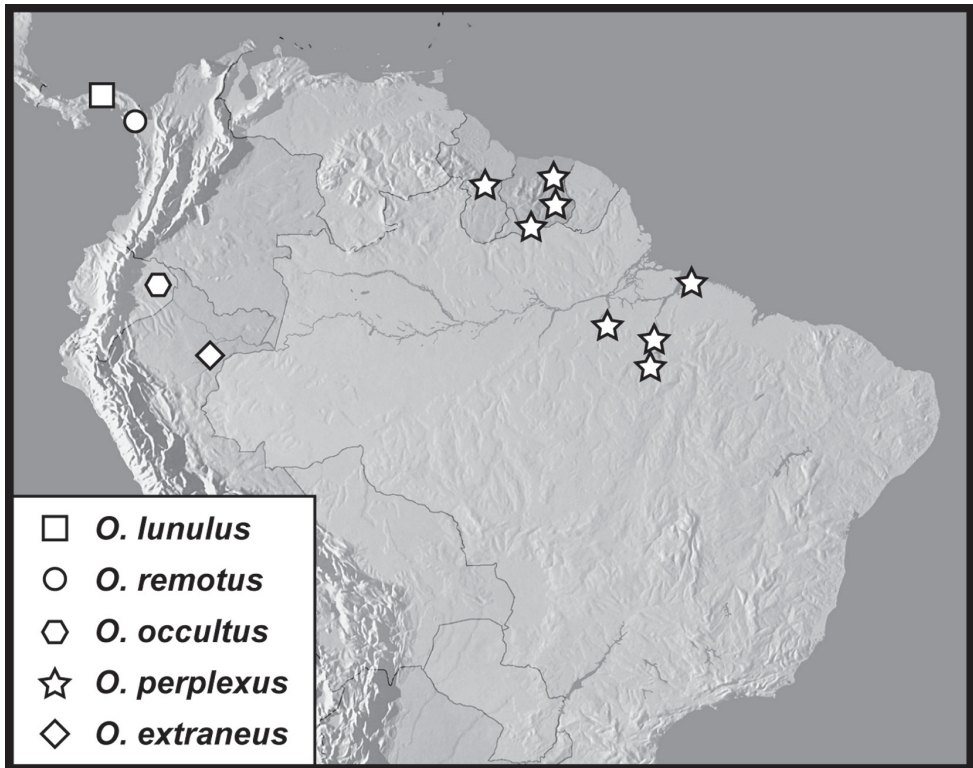 O. lunulus
O. remotus
O. occultus
O. perplexus
O. extraneus